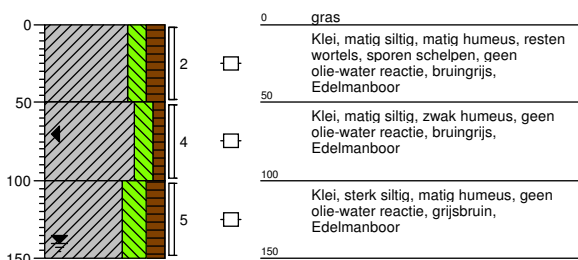 0
2
50
4
100
5
150
0 gras
Klei, matig siltig, matig humeus, resten
wortels, sporen schelpen, geen
olie-water reactie, bruingrijs,
Edelmanboor
50
Klei, matig siltig, zwak humeus, geen
olie-water reactie, bruingrijs,
Edelmanboor
100
Klei, sterk siltig, matig humeus, geen
olie-water reactie, grijsbruin,
Edelmanboor
150